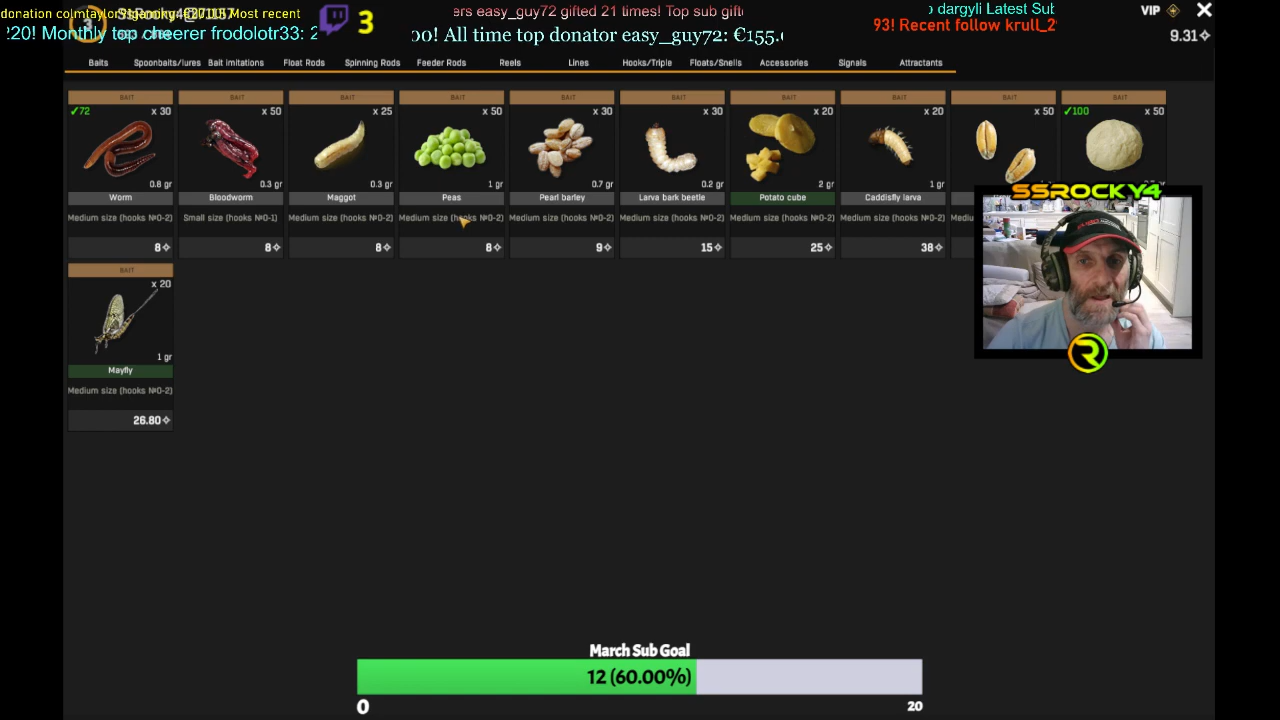 donation colmtaylor
Most recent
220! Monthly top cheerer frodolotr33: 2
3
3
ers easy_guy72 gifted 21 times! Top sub gift
00! All time top donator easy_guy72: €155.
dargyll Latest Sub
93! Recent follow krull_2
VIP
9.31
Baits Spoonbaits/lures Bait imitations Float Rods Spinning Rods Feeder Rods Reels Lines Hooks/Triple Floats/Snells Accessories Signals Attractants
BAIT BAIT BAIT BAIT BAIT BAIT BAIT BAIT BAIT BAIT
✓72 x 30 x 50 x 25 x 50 x 30 x 30 x 20 x 20 x 50 ✓100 x 50
0.8 gr 0.3 gr 0.3 gr 1 gr 0.7 gr 0.2 gr 2 gr 1 gr
Worm Bloodworm Maggot Peas Pearl barley Larva bark beetle Potato cube Caddisfly larva
Medium size (hooks №0-2) Small size (hooks №0-1) Medium size (hooks №0-2) Medium size (hooks №0-2) Medium size (hooks №0-2) Medium size (hooks №0-2) Medium size (hooks №0-2) Medium size (hooks №0-2)
8 8 8 8 9 15 25 38
SSROCKY4
BAIT
x 20
1 gr
Mayfly
Medium size (hooks №0-2)
26.80
R
March Sub Goal
12 (60.00%)
0 20